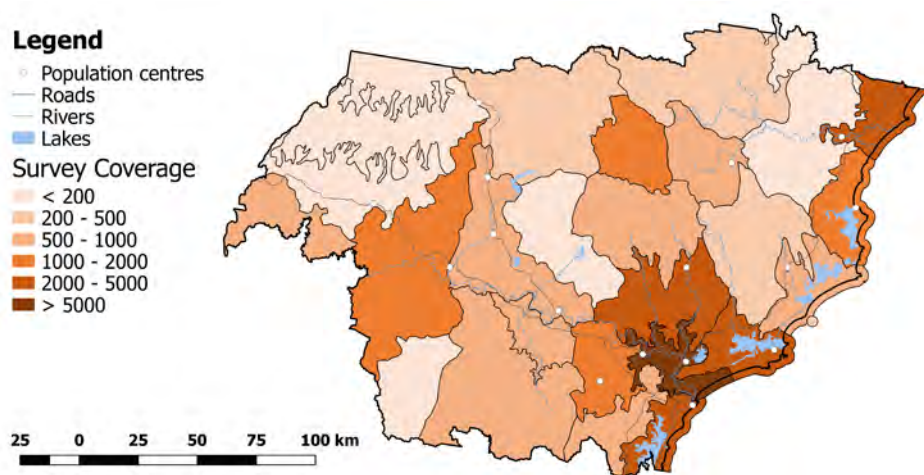 Legend
Population centres
Roads
Rivers
Lakes
Survey Coverage
< 200
200 - 500
500 - 1000
1000 - 2000
2000 - 5000
> 5000
25 0 25 50 75 100 km